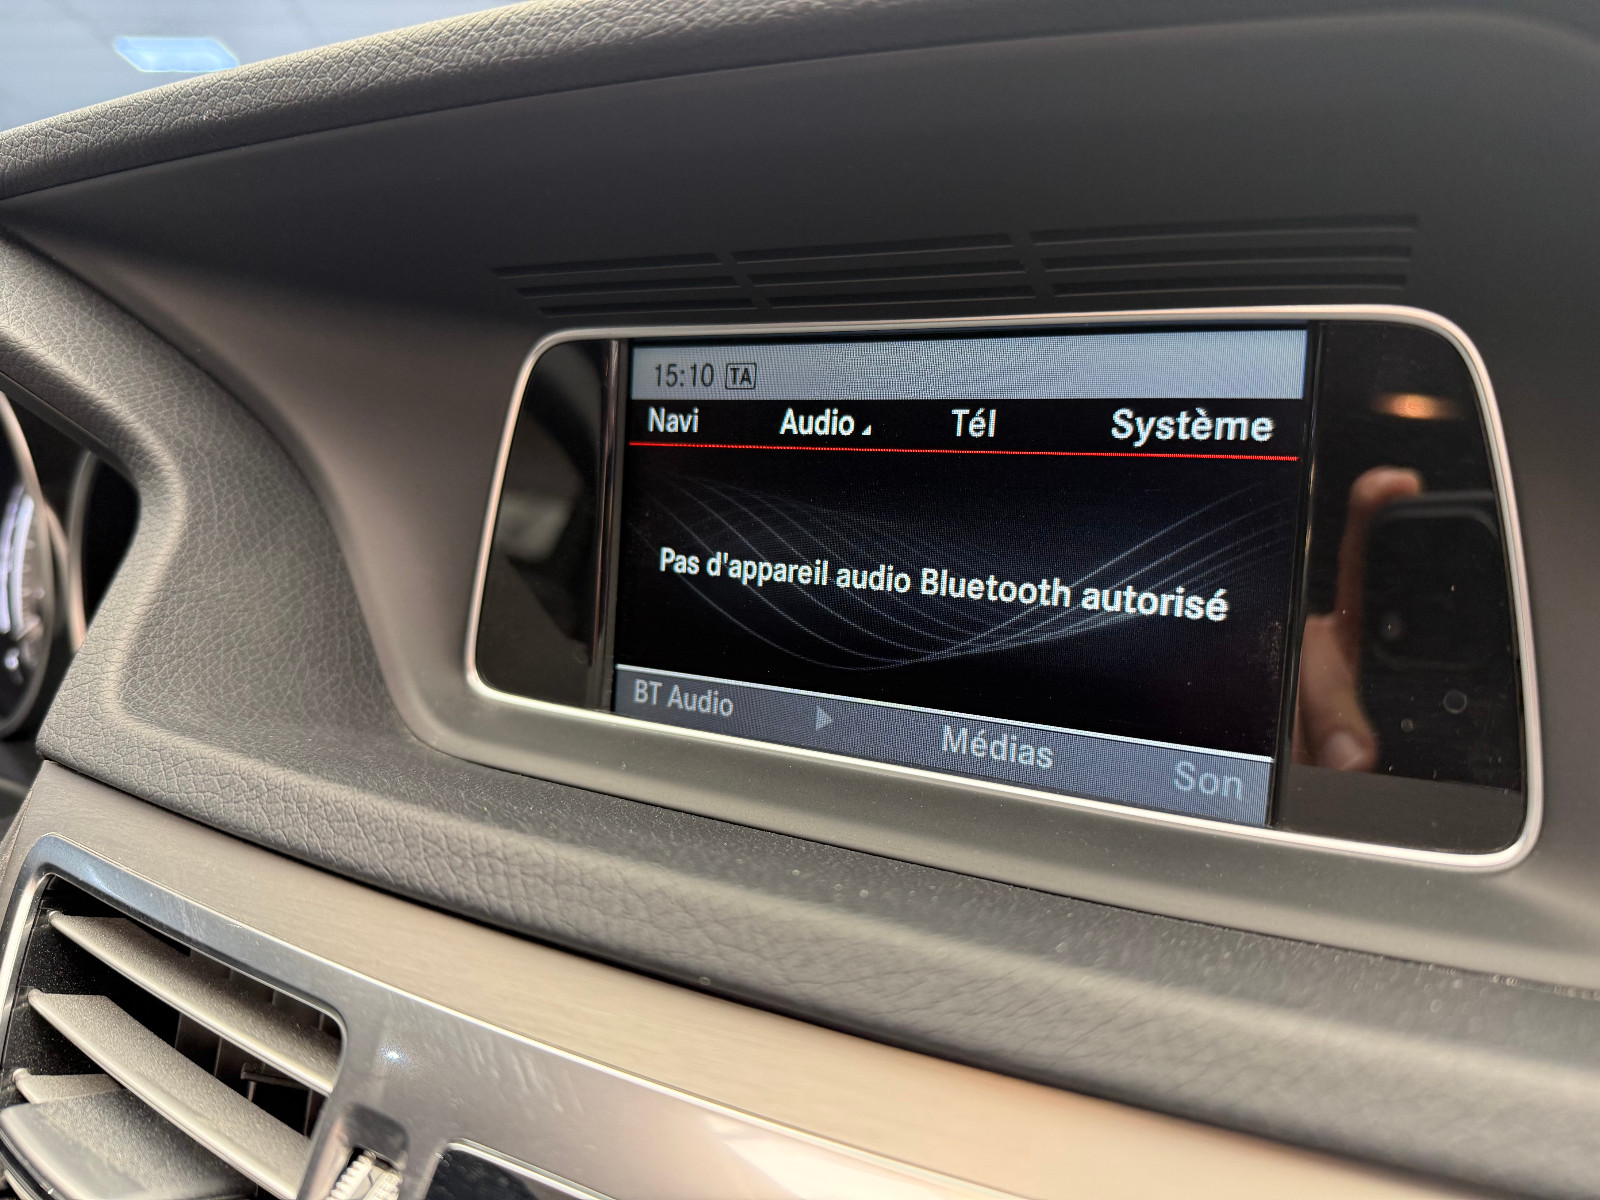 15:10 TA
Navi Audio Tél Système
Pas d'appareil audio Bluetooth autorisé
BT Audio Médias Son